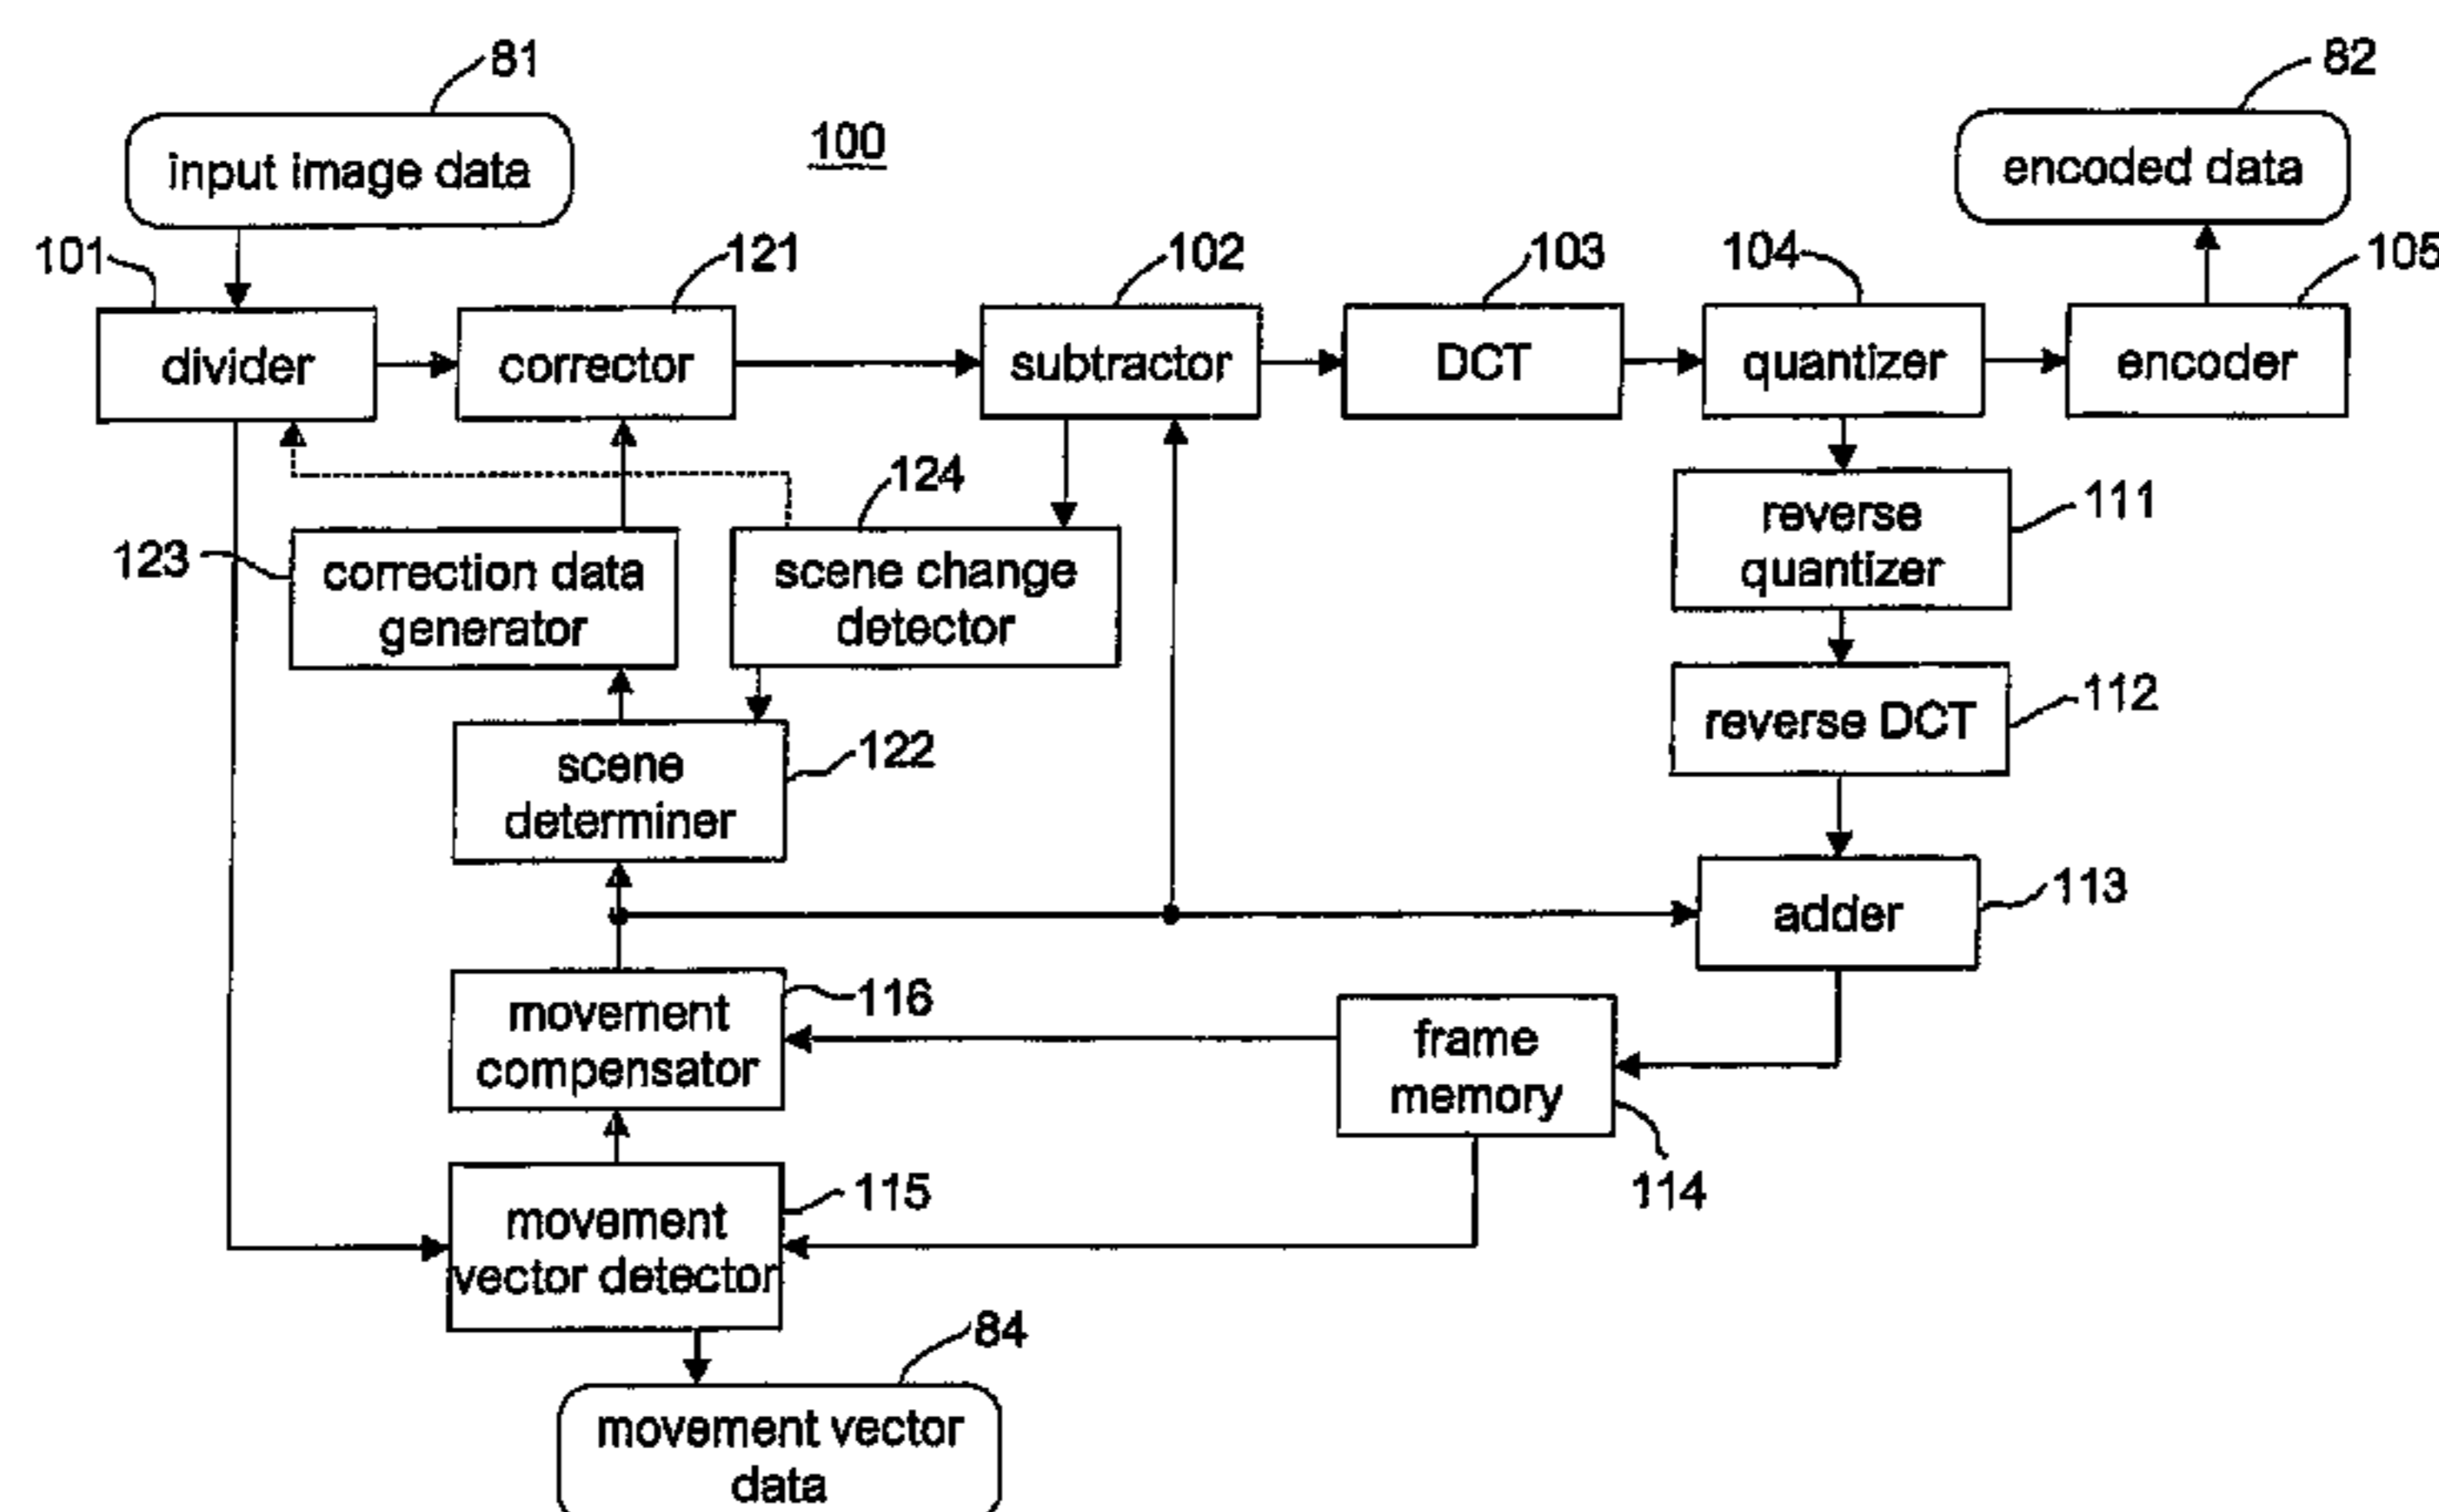 81
82
input image data
100
encoded data
101
121
102
103
104
105
divider
corrector
subtractor
DCT
quantizer
encoder
124
123
correction data
generator
scene change
detector
reverse
quantizer
111
scene
determiner
122
reverse DCT
112
adder
113
movement
compensator
116
frame
memory
114
movement
vector detector
115
84
movement vector
data